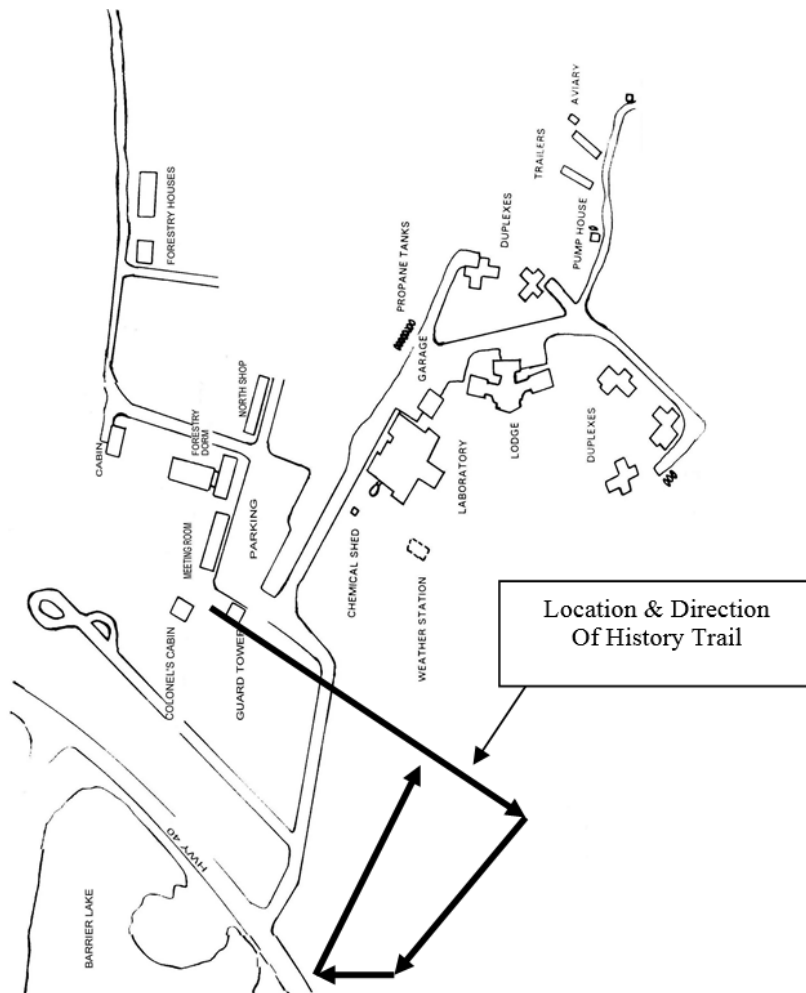 AVIARY
TRAILERS
PUMP HOUSE
DUPLEXES
PROPANE TANKS
GARAGE
FORESTRY HOUSES
NORTH SHOP
FORESTRY
DORM
CABIN
LODGE
LABORATORY
DUPLEXES
MEETING ROOM
PARKING
CHEMICAL SHED
WEATHER STATION
COLONEL'S CABIN
GUARD TOWER
HWY 40
BARRIER LAKE
Location & Direction
Of History Trail